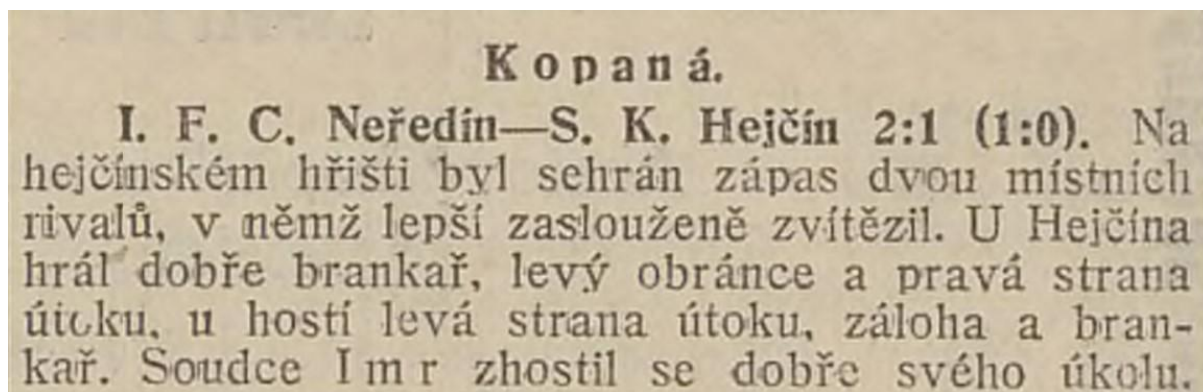 Kopaná.
I. F. C. Neředín—S. K. Hejčín 2:1 (1:0). Na
hejčínském hřišti byl sehrán zápas dvou místních
rivalů, v němž lepší zaslouženě zvítězil. U Hejčína
hrál dobře brankař, levý obránce a pravá strana
útoku, u hostí levá strana útoku, záloha a bran-
kař. Soudce Imr zhostil se dobře svého úkolu.